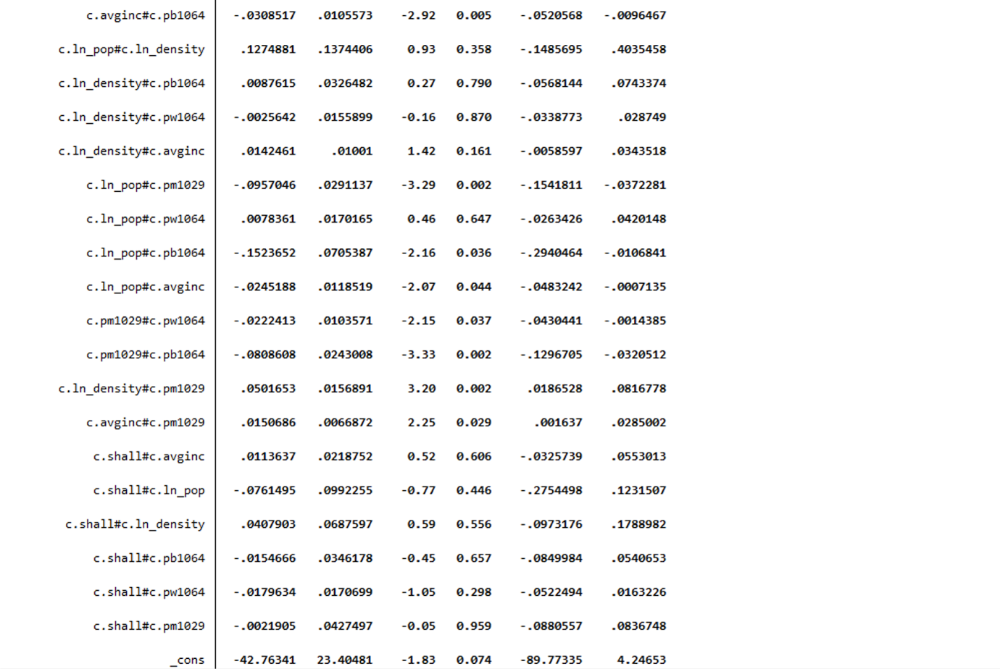 c.avginc#c.pb1064 -.0308517 .0105573 -2.92 0.005 -.0520568 -.0096467
c.ln_pop#c.ln_density .1274881 .1374406 0.93 0.358 -.1485695 .4035458
c.ln_density#c.pb1064 .0087615 .0326482 0.27 0.790 -.0568144 .0743374
c.ln_density#c.pw1064 -.0025642 .0155899 -0.16 0.870 -.0338773 .028749
c.ln_density#c.avginc .0142461 .01001 1.42 0.161 -.0058597 .0343518
c.ln_pop#c.pm1029 -.0957046 .0291137 -3.29 0.002 -.1541811 -.0372281
c.ln_pop#c.pw1064 .0078361 .0170165 0.46 0.647 -.0263426 .0420148
c.ln_pop#c.pb1064 -.1523652 .0705387 -2.16 0.036 -.2940464 -.0106841
c.ln_pop#c.avginc -.0245188 .0118519 -2.07 0.044 -.0483242 -.0007135
c.pm1029#c.pw1064 -.0222413 .0103571 -2.15 0.037 -.0430441 -.0014385
c.pm1029#c.pb1064 -.0808608 .0243008 -3.33 0.002 -.1296705 -.0320512
c.ln_density#c.pm1029 .0501653 .0156891 3.20 0.002 .0186528 .0816778
c.avginc#c.pm1029 .0150686 .0066872 2.25 0.029 .001637 .0285002
c.shall#c.avginc .0113637 .0218752 0.52 0.606 -.0325739 .0553013
c.shall#c.ln_pop -.0761495 .0992255 -0.77 0.446 -.2754498 .1231507
c.shall#c.ln_density .0407903 .0687597 0.59 0.556 -.0973176 .1788982
c.shall#c.pb1064 -.0154666 .0346178 -0.45 0.657 -.0849984 .0540653
c.shall#c.pw1064 -.0179634 .0170699 -1.05 0.298 -.0522494 .0163226
c.shall#c.pm1029 -.0021905 .0427497 -0.05 0.959 -.0880557 .0836748
_cons -42.76341 23.40481 -1.83 0.074 -89.77335 4.24653